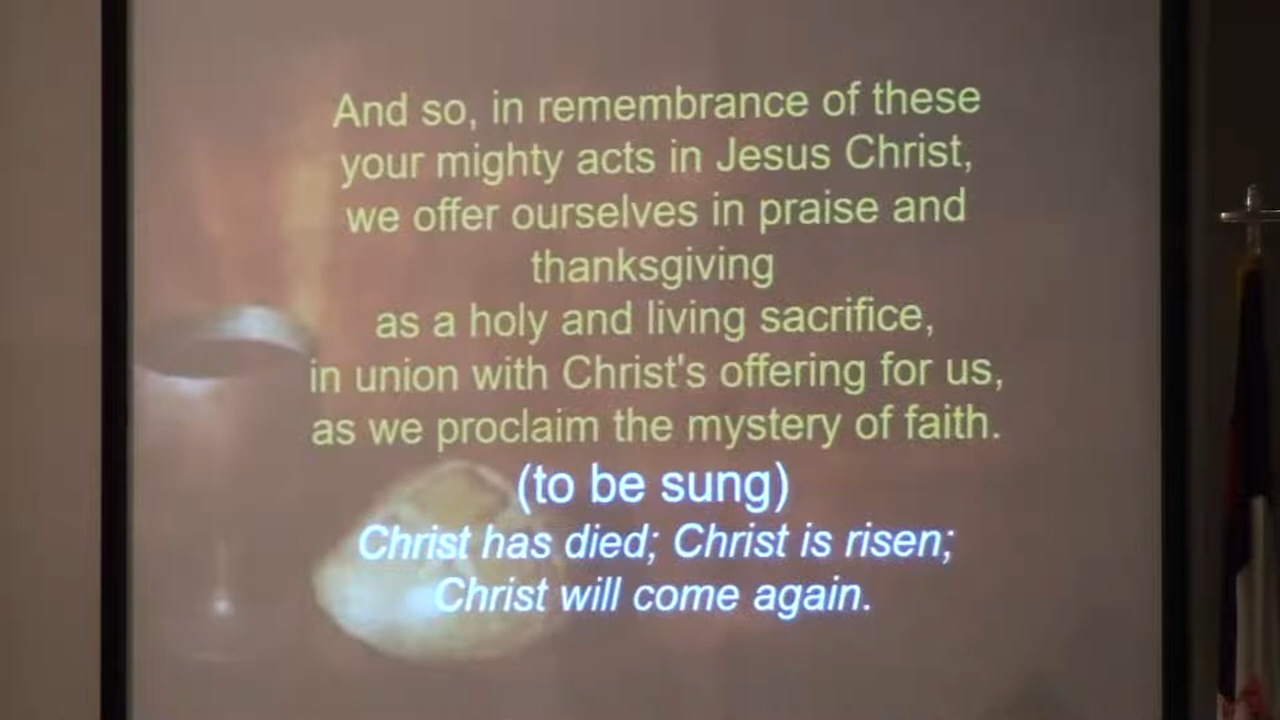 And so, in remembrance of these
your mighty acts in Jesus Christ,
we offer ourselves in praise and
thanksgiving
as a holy and living sacrifice,
in union with Christ's offering for us,
as we proclaim the mystery of faith.
(to be sung)
Christ has died; Christ is risen;
Christ will come again.